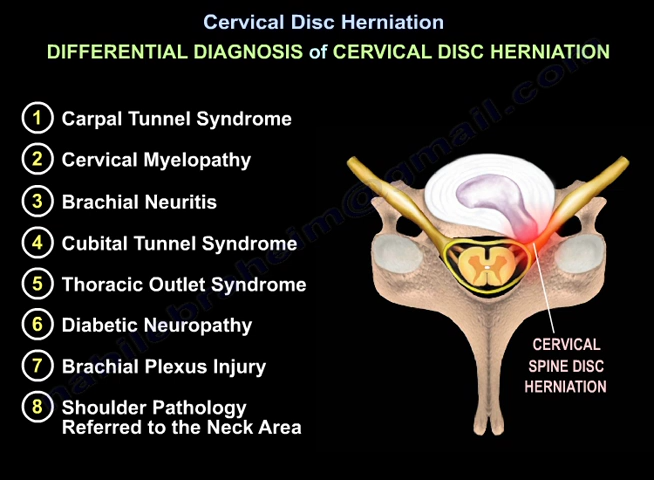 Cervical Disc Herniation
DIFFERENTIAL DIAGNOSIS of CERVICAL DISC HERNIATION
1 Carpal Tunnel Syndrome
2 Cervical Myelopathy
3 Brachial Neuritis
4 Cubital Tunnel Syndrome
5 Thoracic Outlet Syndrome
6 Diabetic Neuropathy
7 Brachial Plexus Injury
8 Shoulder Pathology
Referred to the Neck Area
CERVICAL
SPINE DISC
HERNIATION